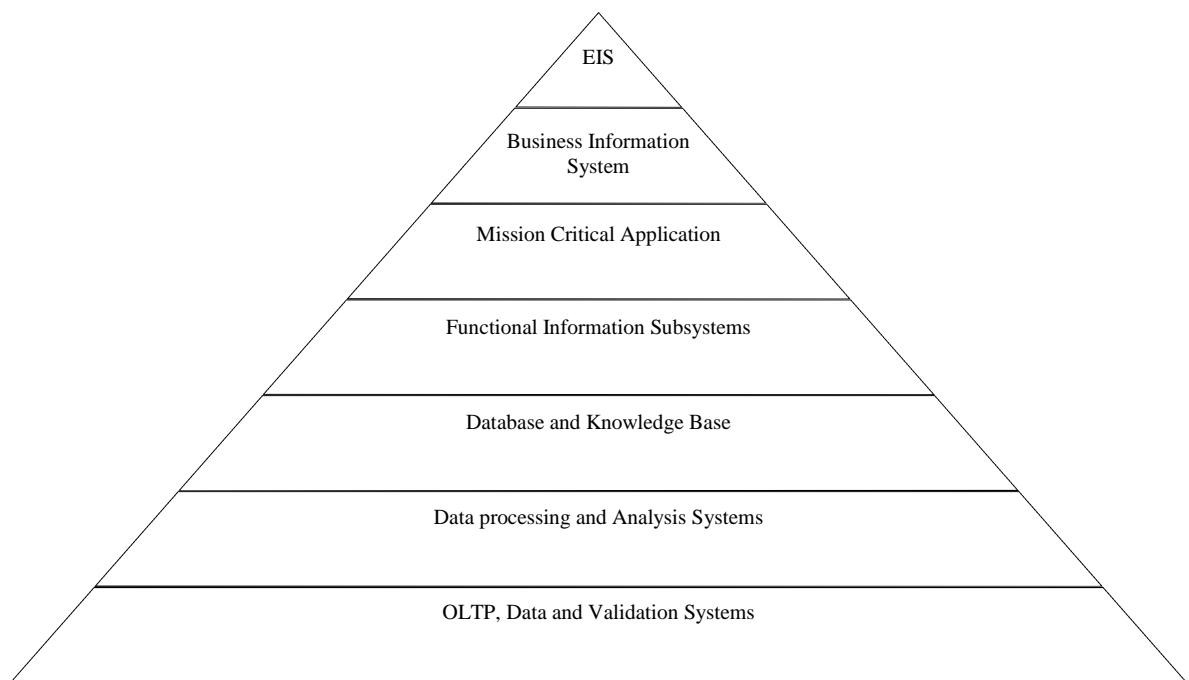 EIS
Business Information
System
Mission Critical Application
Functional Information Subsystems
Database and Knowledge Base
Data processing and Analysis Systems
OLTP, Data and Validation Systems